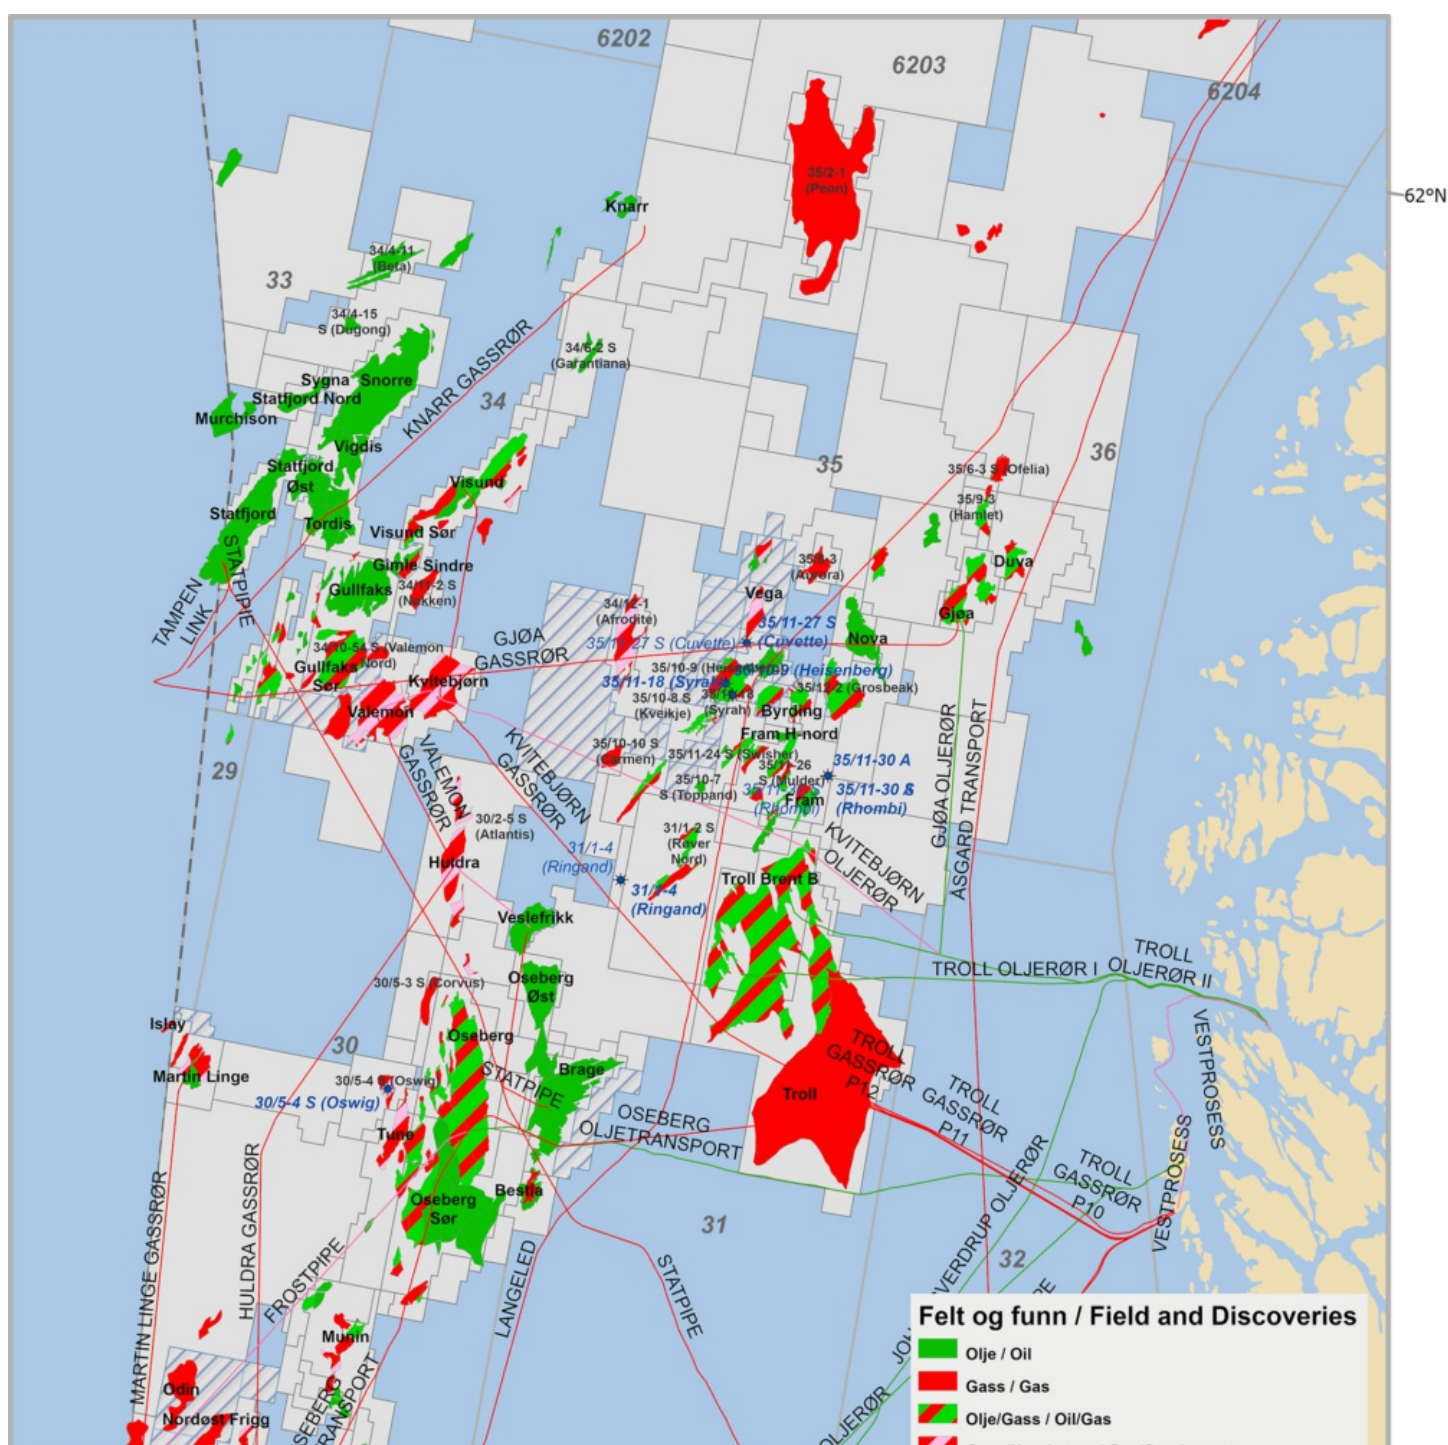 6202
6203
6204
62°N
35/2-1
(Peon)
Knarr
34/4-11
(Beta)
33
34/4-15
S (Dugong)
KNARR GASSRØR
34/6-2 S
(Garantiana)
Sygna
Snorre
Statfjord Nord
34
Murchison
Vigdis
36
35
Statfjord
Øst
35/6-3 S (Ofelia)
Visund
35/9-3
(Hamlet)
Statfjord
Tordis
Visund Sør
STATPIPE
Duva
Gimle
Sindre
35/8-3
(Aurora)
Gullfaks
34/11-2 S
(Nøkken)
Vega
TAMPEN
LINK
34/12-1
(Afrodite)
Gjøa
35/11-27 S
(Cuvette)
35/11-27 S (Cuvette)
Nova
GJØA
GASSRØR
34/10-54 S (Valemon
Nord)
Gullfaks
Sør
35/10-9 (Heisenberg)
35/11-18 (Syrah)
Kvitebjørn
35/12-2 (Grosbeak)
35/10-8 S
(Kveikje)
(Syrah)
Valemon
Byrding
Fram H-nord
VALEMON
GASSRØR
KVITEBJØRN
GASSRØR
35/10-10 S
(Carmen)
35/11-24 S (Swisher)
35/11-26
S (Mulder)
35/11-30 A
GJØA OLJERØR
ÅSGARD TRANSPORT
29
35/10-7
S (Toppand)
(Rhombi)
Fram
35/11-30 S
(Rhombi)
30/2-5 S
(Atlantis)
31/1-2 S
(Røver
Nord)
KVITEBJØRN
OLJERØR
Huldra
31/1-4
(Ringand)
Troll Brent B
31/1-4
(Ringand)
Veslefrikk
TROLL OLJERØR I
TROLL
OLJERØR II
30/5-3 S (Corvus)
Oseberg
Øst
Islay
Oseberg
30
VESTPROSESS
TROLL
GASSRØR
P12
Martin Linge
30/5-4 S (Oswig)
STATPIPE
Brage
30/5-4 S (Oswig)
Troll
TROLL
GASSRØR
P11
OSEBERG
OLJETRANSPORT
Tune
TROLL
GASSRØR
P10
VESTPROSESS
Bestla
Oseberg
Sør
31
MARTIN LINGE GASSRØR
HULDRA GASSRØR
FROSTPIPE
LANGELED
STATPIPE
32
VERDRUP OLJERØR
Munin
Odin
Nordøst Frigg
Felt og funn / Field and Discoveries
Olje / Oil
Gass / Gas
Olje/Gass / Oil/Gas